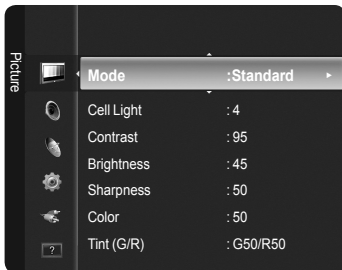 Picture
Mode :Standard
Cell Light : 4
Contrast : 95
Brightness : 45
Sharpness : 50
Color : 50
Tint (G/R) : G50/R50
?